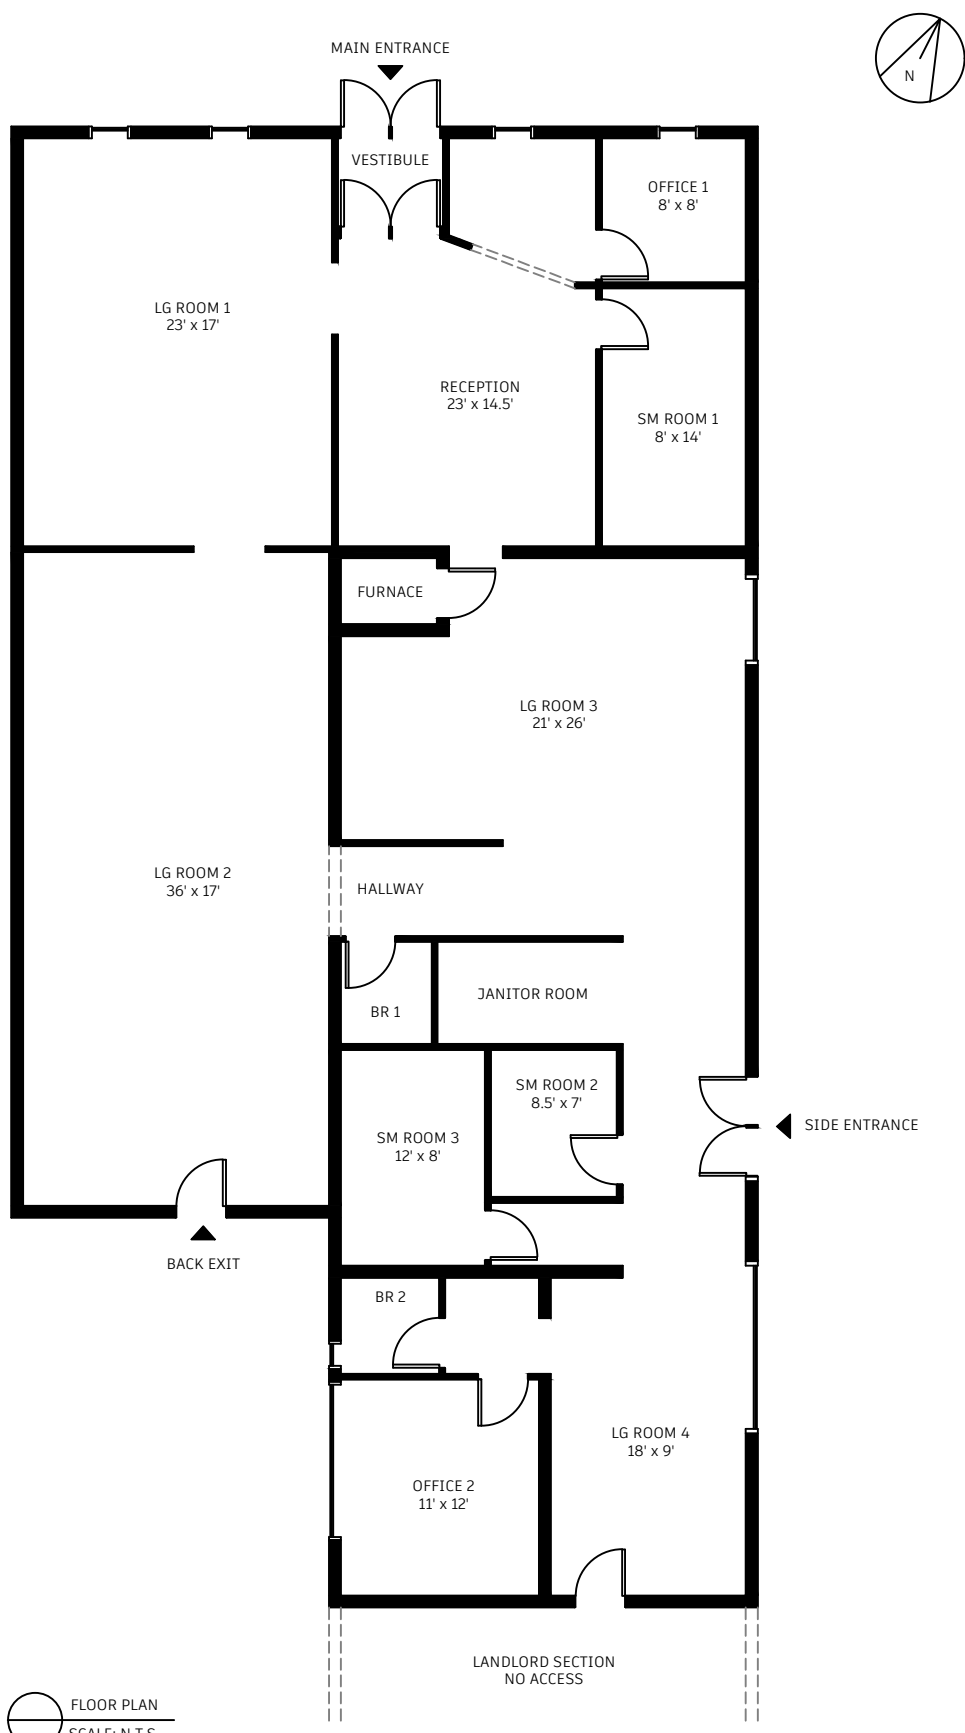 MAIN ENTRANCE
N
VESTIBULE
OFFICE 1
8' x 8'
LG ROOM 1
23' x 17'
RECEPTION
23' x 14.5'
SM ROOM 1
8' x 14'
FURNACE
LG ROOM 3
21' x 26'
LG ROOM 2
36' x 17'
HALLWAY
JANITOR ROOM
BR 1
SM ROOM 2
8.5' x 7'
SIDE ENTRANCE
SM ROOM 3
12' x 8'
BACK EXIT
BR 2
LG ROOM 4
18' x 9'
OFFICE 2
11' x 12'
LANDLORD SECTION
NO ACCESS
FLOOR PLAN
SCALE: N.T.S.